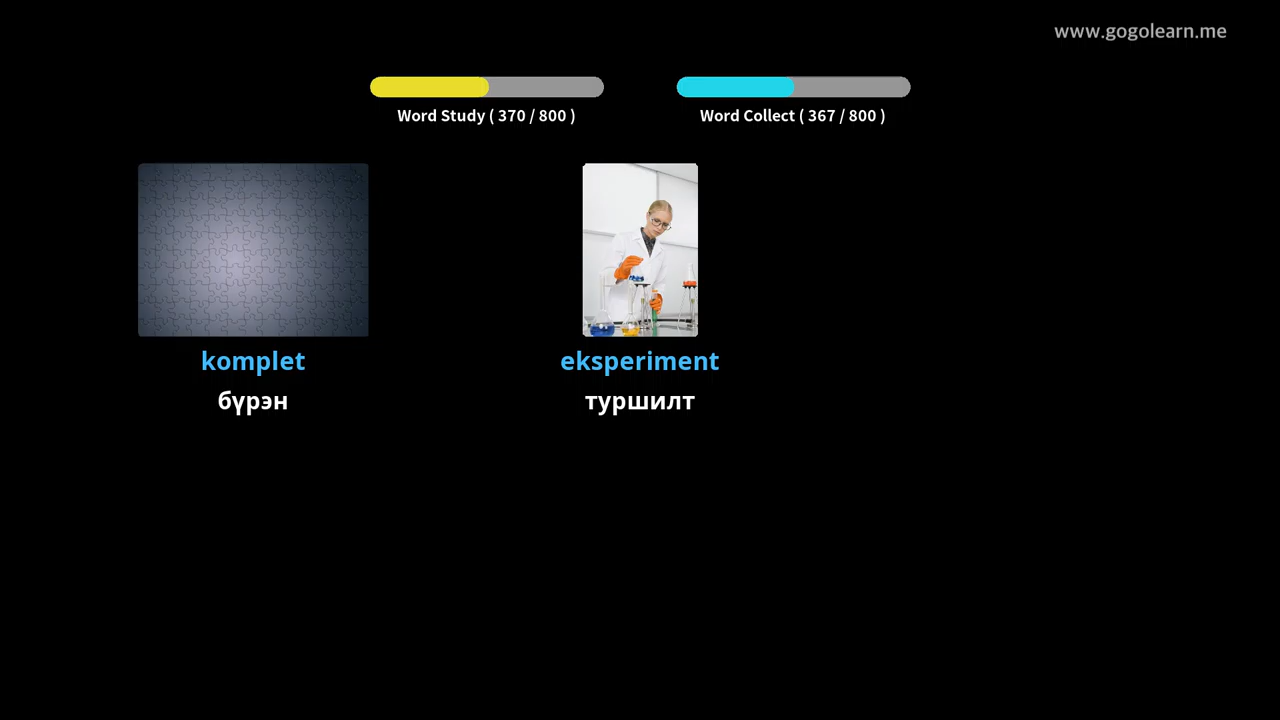 www.gogolearn.me
Word Study ( 370 / 800 )
Word Collect ( 367 / 800 )
komplet
бүрэн
eksperiment
туршилт